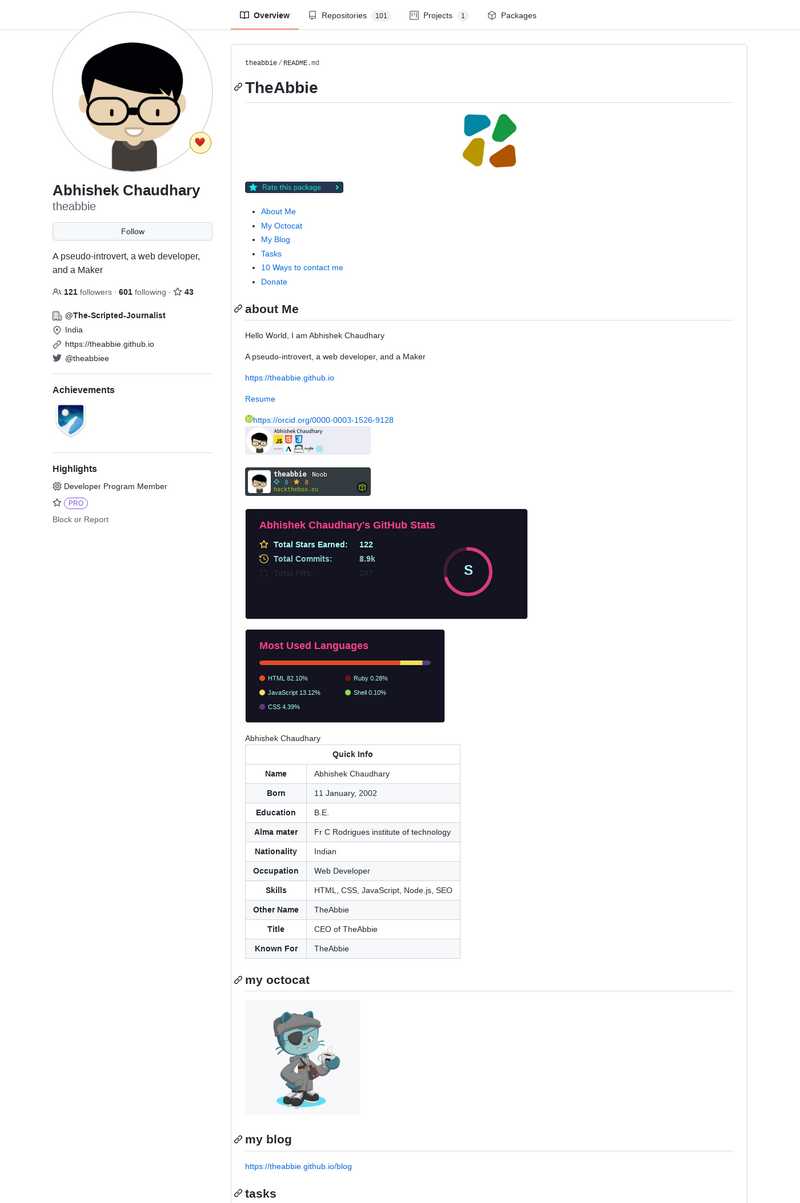 Overview
Repositories 101
Projects 1
Packages
Abhishek Chaudhary
theabbie
Follow
A pseudo-introvert, a web developer,
and a Maker
121 followers · 601 following · 43
@The-Scripted-Journalist
India
https://theabbie.github.io
@theabbiee
Achievements
Highlights
Developer Program Member
PRO
Block or Report
theabbie / README.md
TheAbbie
Rate this package
About Me
My Octocat
My Blog
Tasks
10 Ways to contact me
Donate
about Me
Hello World, I am Abhishek Chaudhary
A pseudo-introvert, a web developer, and a Maker
https://theabbie.github.io
Resume
https://orcid.org/0000-0003-1526-9128
Abhishek Chaudhary
theabbie Noob
hackthebox.eu
Abhishek Chaudhary's GitHub Stats
Total Stars Earned: 122
Total Commits: 8.9k
Total PRs:
S
Most Used Languages
HTML 82.10%
Ruby 0.28%
JavaScript 13.12%
Shell 0.10%
CSS 4.39%
Abhishek Chaudhary
Quick Info
Name Abhishek Chaudhary
Born 11 January, 2002
Education B.E.
Alma mater Fr C Rodrigues institute of technology
Nationality Indian
Occupation Web Developer
Skills HTML, CSS, JavaScript, Node.js, SEO
Other Name TheAbbie
Title CEO of TheAbbie
Known For TheAbbie
my octocat
my blog
https://theabbie.github.io/blog
tasks